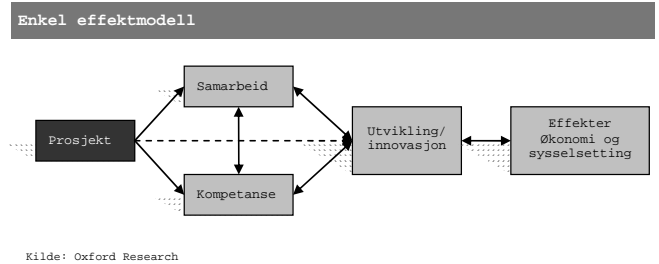 Enkel effektmodell
Samarbeid
Prosjekt
Utvikling/
innovasjon
Effekter
Økonomi og
sysselsetting
Kompetanse
Kilde: Oxford Research